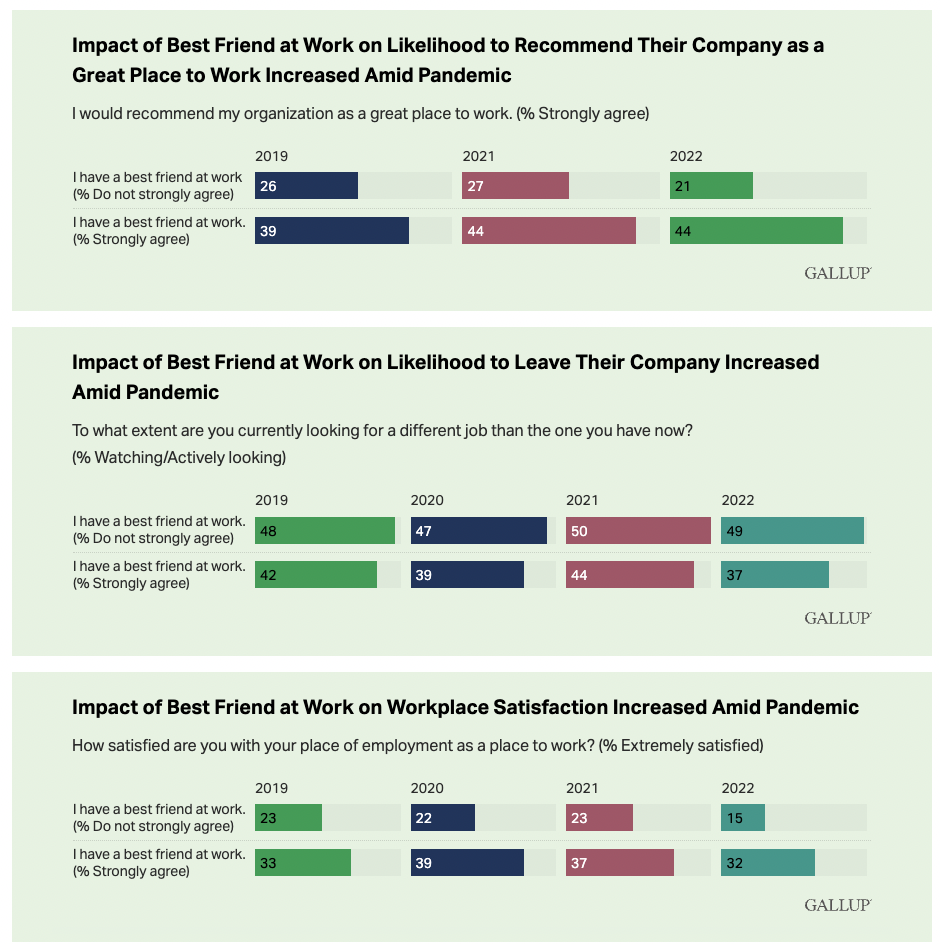 Impact of Best Friend at Work on Likelihood to Recommend Their Company as a
Great Place to Work Increased Amid Pandemic
I would recommend my organization as a great place to work. (% Strongly agree)
2019 2021 2022
I have a best friend at work
(% Do not strongly agree)
26 27 21
I have a best friend at work.
(% Strongly agree)
39 44 44
GALLUP
Impact of Best Friend at Work on Likelihood to Leave Their Company Increased
Amid Pandemic
To what extent are you currently looking for a different job than the one you have now?
(% Watching/Actively looking)
2019 2020 2021 2022
I have a best friend at work.
(% Do not strongly agree)
48 47 50 49
I have a best friend at work.
(% Strongly agree)
42 39 44 37
GALLUP
Impact of Best Friend at Work on Workplace Satisfaction Increased Amid Pandemic
How satisfied are you with your place of employment as a place to work? (% Extremely satisfied)
2019 2020 2021 2022
I have a best friend at work.
(% Do not strongly agree)
23 22 23 15
I have a best friend at work.
(% Strongly agree)
33 39 37 32
GALLUP